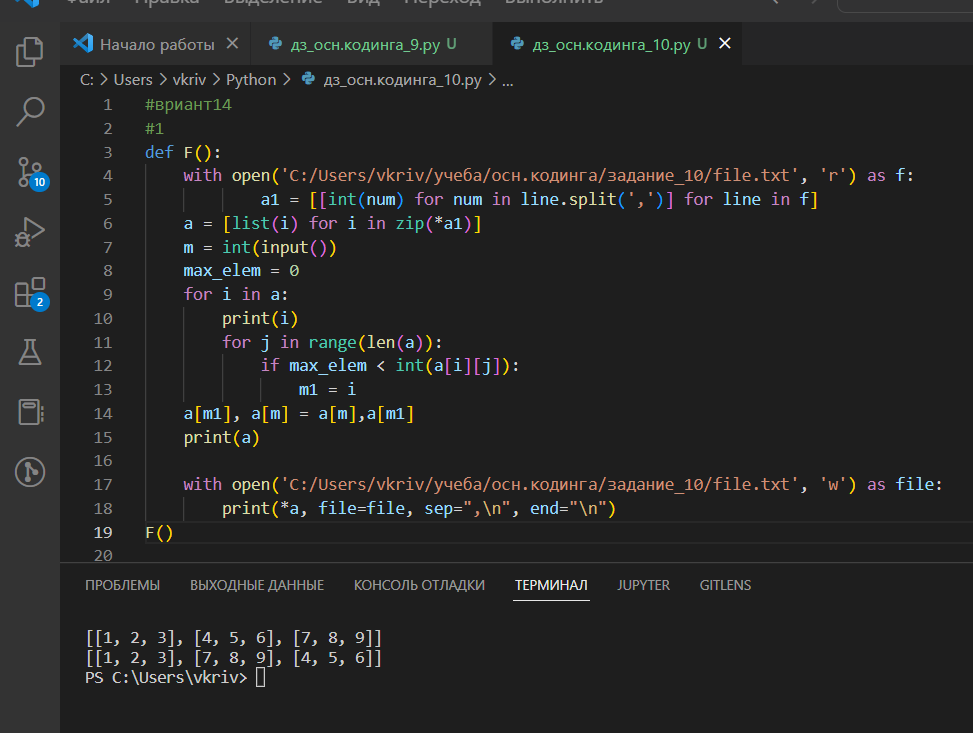 Файл Правка Выделение Вид Переход Выполнить
Начало работы дз_осн.кодинга_9.py U дз_осн.кодинга_10.py U
C: > Users > vkriv > Python > дз_осн.кодинга_10.py > ...
1 #вриант14
2 #1
3 def F():
4 with open('C:/Users/vkriv/учеба/осн.кодинга/задание_10/file.txt', 'r') as f:
5 a1 = [[int(num) for num in line.split(',')] for line in f]
6 a = [list(i) for i in zip(*a1)]
7 m = int(input())
8 max_elem = 0
9 for i in a:
10 print(i)
11 for j in range(len(a)):
12 if max_elem < int(a[i][j]):
13 m1 = i
14 a[m1], a[m] = a[m],a[m1]
15 print(a)
16
17 with open('C:/Users/vkriv/учеба/осн.кодинга/задание_10/file.txt', 'w') as file:
18 print(*a, file=file, sep=",\n", end="\n")
19 F()
20
10
2
ПРОБЛЕМЫ ВЫХОДНЫЕ ДАННЫЕ КОНСОЛЬ ОТЛАДКИ ТЕРМИНАЛ JUPYTER GITLENS
[[1, 2, 3], [4, 5, 6], [7, 8, 9]]
[[1, 2, 3], [7, 8, 9], [4, 5, 6]]
PS C:\Users\vkriv>